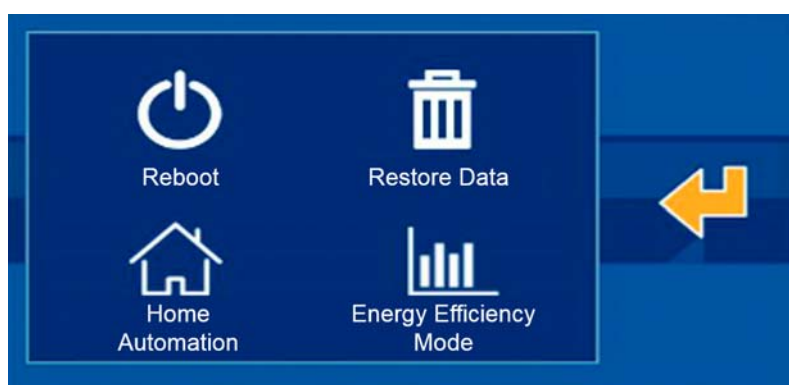 Reboot
Restore Data
Home
Automation
Energy Efficiency
Mode